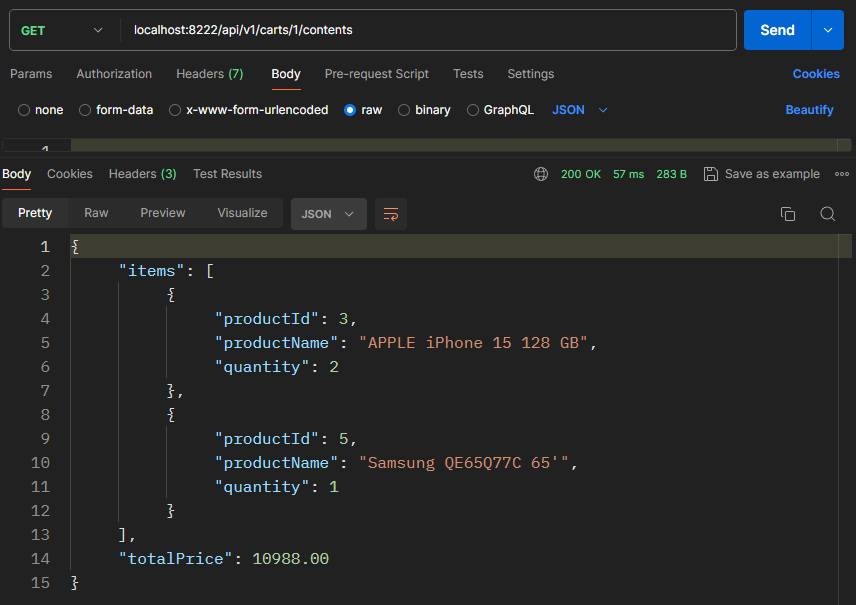 GET localhost:8222/api/v1/carts/1/contents Send
Params Authorization Headers (7) Body Pre-request Script Tests Settings Cookies
none form-data x-www-form-urlencoded raw binary GraphQL JSON Beautify
1
Body Cookies Headers (3) Test Results 200 OK 57 ms 283 B Save as example
Pretty Raw Preview Visualize JSON
1 {
2 "items": [
3 {
4 "productId": 3,
5 "productName": "APPLE iPhone 15 128 GB",
6 "quantity": 2
7 },
8 {
9 "productId": 5,
10 "productName": "Samsung QE65Q77C 65'",
11 "quantity": 1
12 }
13 ],
14 "totalPrice": 10988.00
15 }